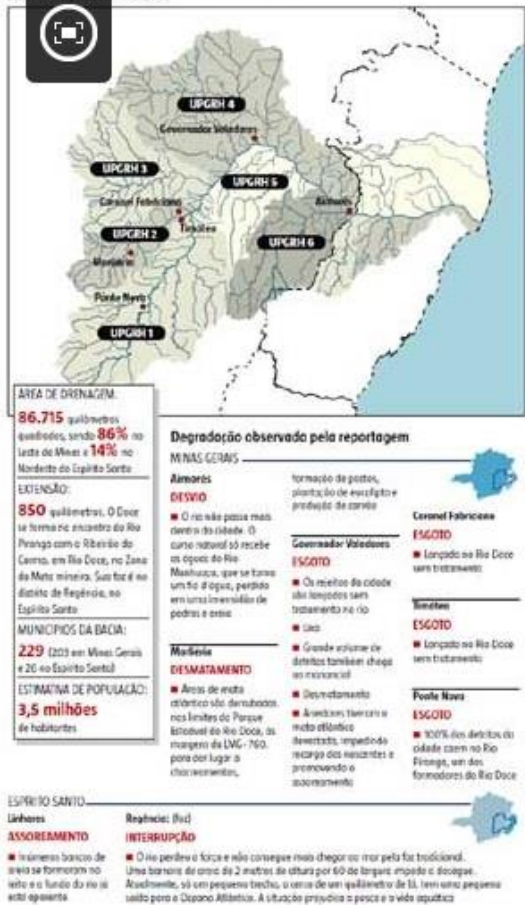 UPGRH 4
Governador Valadares
UPGRH 3
UPGRH 5
Coronel Fabriciano
Aimorés
Timóteo
UPGRH 2
UPGRH 6
Marliéria
Ponte Nova
UPGRH 1
ÁREA DE DRENAGEM:
86.715 quilômetros
quadrados, sendo 86% no
Leste de Minas e 14% no
Nordeste do Espírito Santo
EXTENSÃO:
850 quilômetros. O Doce
se forma no encontro do Rio
Piranga com o Ribeirão do
Carmo, em Rio Doce, na Zona
da Mata mineira. Sua foz é no
distrito de Regência, no
Espírito Santo
MUNICÍPIOS DA BACIA:
229 (203 em Minas Gerais
e 26 no Espírito Santo)
ESTIMATIVA DE POPULAÇÃO:
3,5 milhões
de habitantes
Degradação observada pela reportagem
MINAS GERAIS
Aimorés
DESVIO
O rio não passa mais
dentro da cidade. O
curso natural só recebe
as águas do Rio
Manhuaçu, que se torna
um fio d'água, perdido
em uma imensidão de
pedras e areia
Marliéria
DESMATAMENTO
Áreas de mata
atlântica são derrubadas
nos limites do Parque
Estadual do Rio Doce, às
margens da LMG-760,
para dar lugar a
chacreamentos,
formação de pastos,
plantação de eucalipto e
produção de carvão
Governador Valadares
ESGOTO
Os rejeitos da cidade
são lançados sem
tratamento no rio
Lixo
Grande volume de
detritos também chega
ao manancial
Desmatamento
Arredores tiveram a
mata atlântica
devastada, impedindo
recarga das nascentes e
promovendo o
assoreamento
Coronel Fabriciano
ESGOTO
Lançado no Rio Doce
sem tratamento
Timóteo
ESGOTO
Lançado no Rio Doce
sem tratamento
Ponte Nova
ESGOTO
100% dos detritos da
cidade caem no Rio
Piranga, um dos
formadores do Rio Doce
ESPÍRITO SANTO
Linhares
ASSOREAMENTO
Inúmeros bancos de
areia se formaram no
leito e o fundo do rio já
está aparente
Regência: (foz)
INTERRUPÇÃO
O rio perdeu a força e não consegue mais chegar ao mar pela foz tradicional.
Uma barreira de areia de 2 metros de altura por 60 de largura impede o deságue.
Atualmente, só um pequeno trecho, a cerca de um quilômetro de lá, tem uma pequena
saída para o Oceano Atlântico. A situação prejudica a pesca e a vida aquática